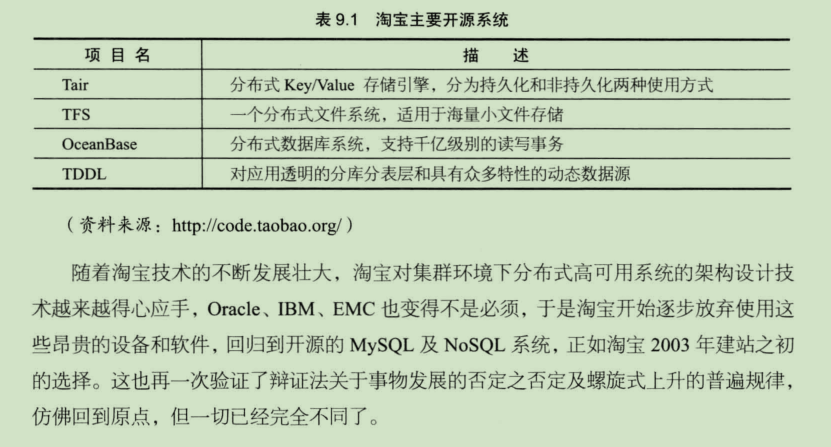 表 9.1 淘宝主要开源系统
项 目 名 描 述
Tair 分布式 Key/Value 存储引擎，分为持久化和非持久化两种使用方式
TFS 一个分布式文件系统，适用于海量小文件存储
OceanBase 分布式数据库系统，支持千亿级别的读写事务
TDDL 对应用透明的分库分表层和具有众多特性的动态数据源
（资料来源：http://code.taobao.org/）
随着淘宝技术的不断发展壮大，淘宝对集群环境下分布式高可用系统的架构设计技
术越来越得心应手，Oracle、IBM、EMC 也变得不是必须，于是淘宝开始逐步放弃使用这
些昂贵的设备和软件，回归到开源的 MySQL 及 NoSQL 系统，正如淘宝 2003 年建站之初
的选择。这也再一次验证了辩证法关于事物发展的否定之否定及螺旋式上升的普遍规律，
仿佛回到原点，但一切已经完全不同了。